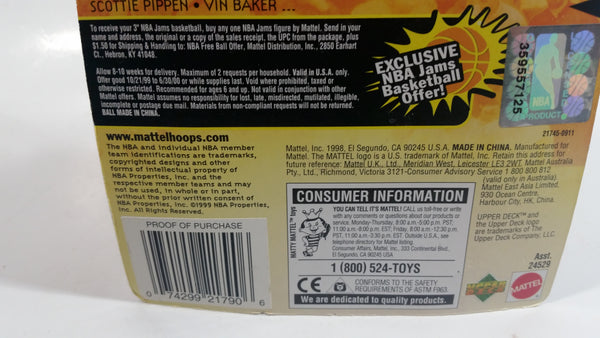 SCOTTIE PIPPEN • VIN BAKER ...
To receive your 3" NBA Jams basketball, buy any one NBA Jams figure by Mattel. Send in your
name and address, the original or a copy of the sales receipt, the UPC from the package, plus
$1.50 for Shipping & Handling to: NBA Free Ball Offer, Mattel Distribution, Inc., 2850 Earhart
Ct., Hebron, KY 41048.
Allow 8-10 weeks for delivery. Maximum of 2 requests per household. Valid in U.S.A. only.
Offer good 10/21/99 to 6/30/00 or while supplies last. Void where prohibited, taxed or
otherwise restricted. Recommended for ages 6 and up. Not valid in conjunction with other
Mattel offers. Mattel assumes no responsibility for lost, late, misdirected, mutilated, illegible,
incomplete or postage due mail. Materials from non-compliant requests will not be returned.
BALL MADE IN CHINA.
EXCLUSIVE
NBA Jams
Basketball
Offer!
359557125
NBA
PRODUCT
21745-0911
www.mattelhoops.com
The NBA and individual NBA member
team identifications are trademarks,
copyrighted designs and other
forms of intellectual property of
NBA Properties, Inc. and the
respective member teams and may
not be used, in whole or in part,
without the prior written consent of
NBA Properties, Inc. ©1999 NBA Properties,
Inc. All Rights Reserved.
PROOF OF PURCHASE
0 74299 21790 6
Mattel, Inc. 1998, El Segundo, CA 90245 U.S.A. MADE IN CHINA. Manufactured for
Mattel. The MATTEL logo is a U.S. trademark of Mattel. Retain this address for
future reference: Mattel U.K., Ltd., Meridian West, Leicester LE3 2WT. Mattel Australia
Pty., Ltd., Richmond, Victoria 3121-Consumer Advisory Service 1 800 800 812
(valid only in Australia).
Mattel East Asia Limited,
930 Ocean Centre,
Harbour City, HK, China.
UPPER DECK™ and
the Upper Deck logo
are trademarks of The
Upper Deck Company, LLC.
Asst.
24529
CONSUMER INFORMATION
MATTY MATTEL™ toys
YOU CAN TELL IT'S MATTEL! CALL us toll-free or write
with any comments or questions about our products or
service. Monday-Thursday, 8:00 a.m.-5:00 p.m. PST;
11:00 a.m.-8:00 p.m. EST; Friday, 8:00 a.m.-12:30 p.m.
PST, 11:00 a.m.-3:30 p.m. EST. Outside U.S.A., see
telephone directory for Mattel listing.
Consumer Affairs, Mattel, Inc., 333 Continental Blvd.,
El Segundo, CA 90245 USA
1 (800) 524-TOYS
CE CONFORMS TO THE SAFETY
REQUIREMENTS OF ASTM F963.
We are dedicated to quality products.
UPPER DECK
MATTEL